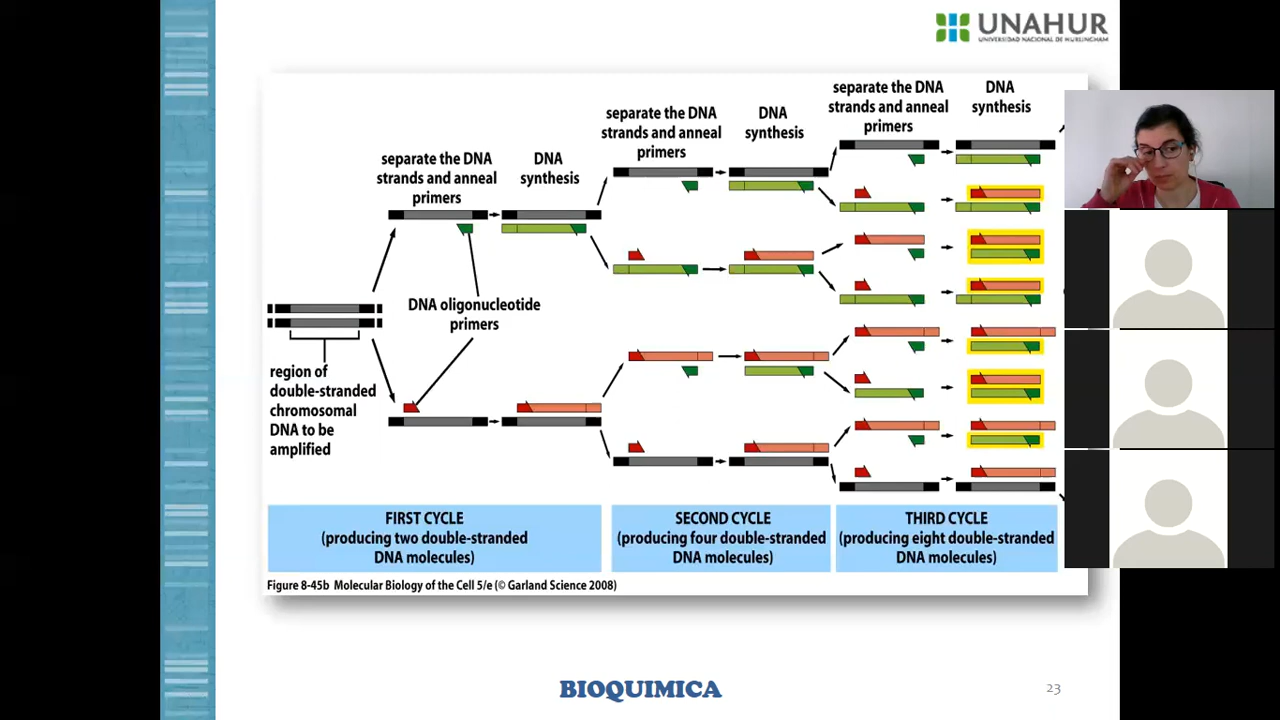 UNAHUR
UNIVERSIDAD NACIONAL DE HURLINGHAM
separate the DNA
strands and anneal
primers
DNA
synthesis
separate the DNA
strands and anneal
primers
DNA
synthesis
separate the DNA
strands and anneal
primers
DNA
synthesis
DNA oligonucleotide
primers
region of
double-stranded
chromosomal
DNA to be
amplified
FIRST CYCLE
(producing two double-stranded
DNA molecules)
SECOND CYCLE
(producing four double-stranded
DNA molecules)
THIRD CYCLE
(producing eight double-stranded
DNA molecules)
Figure 8-45b Molecular Biology of the Cell 5/e (© Garland Science 2008)
BIOQUIMICA
23